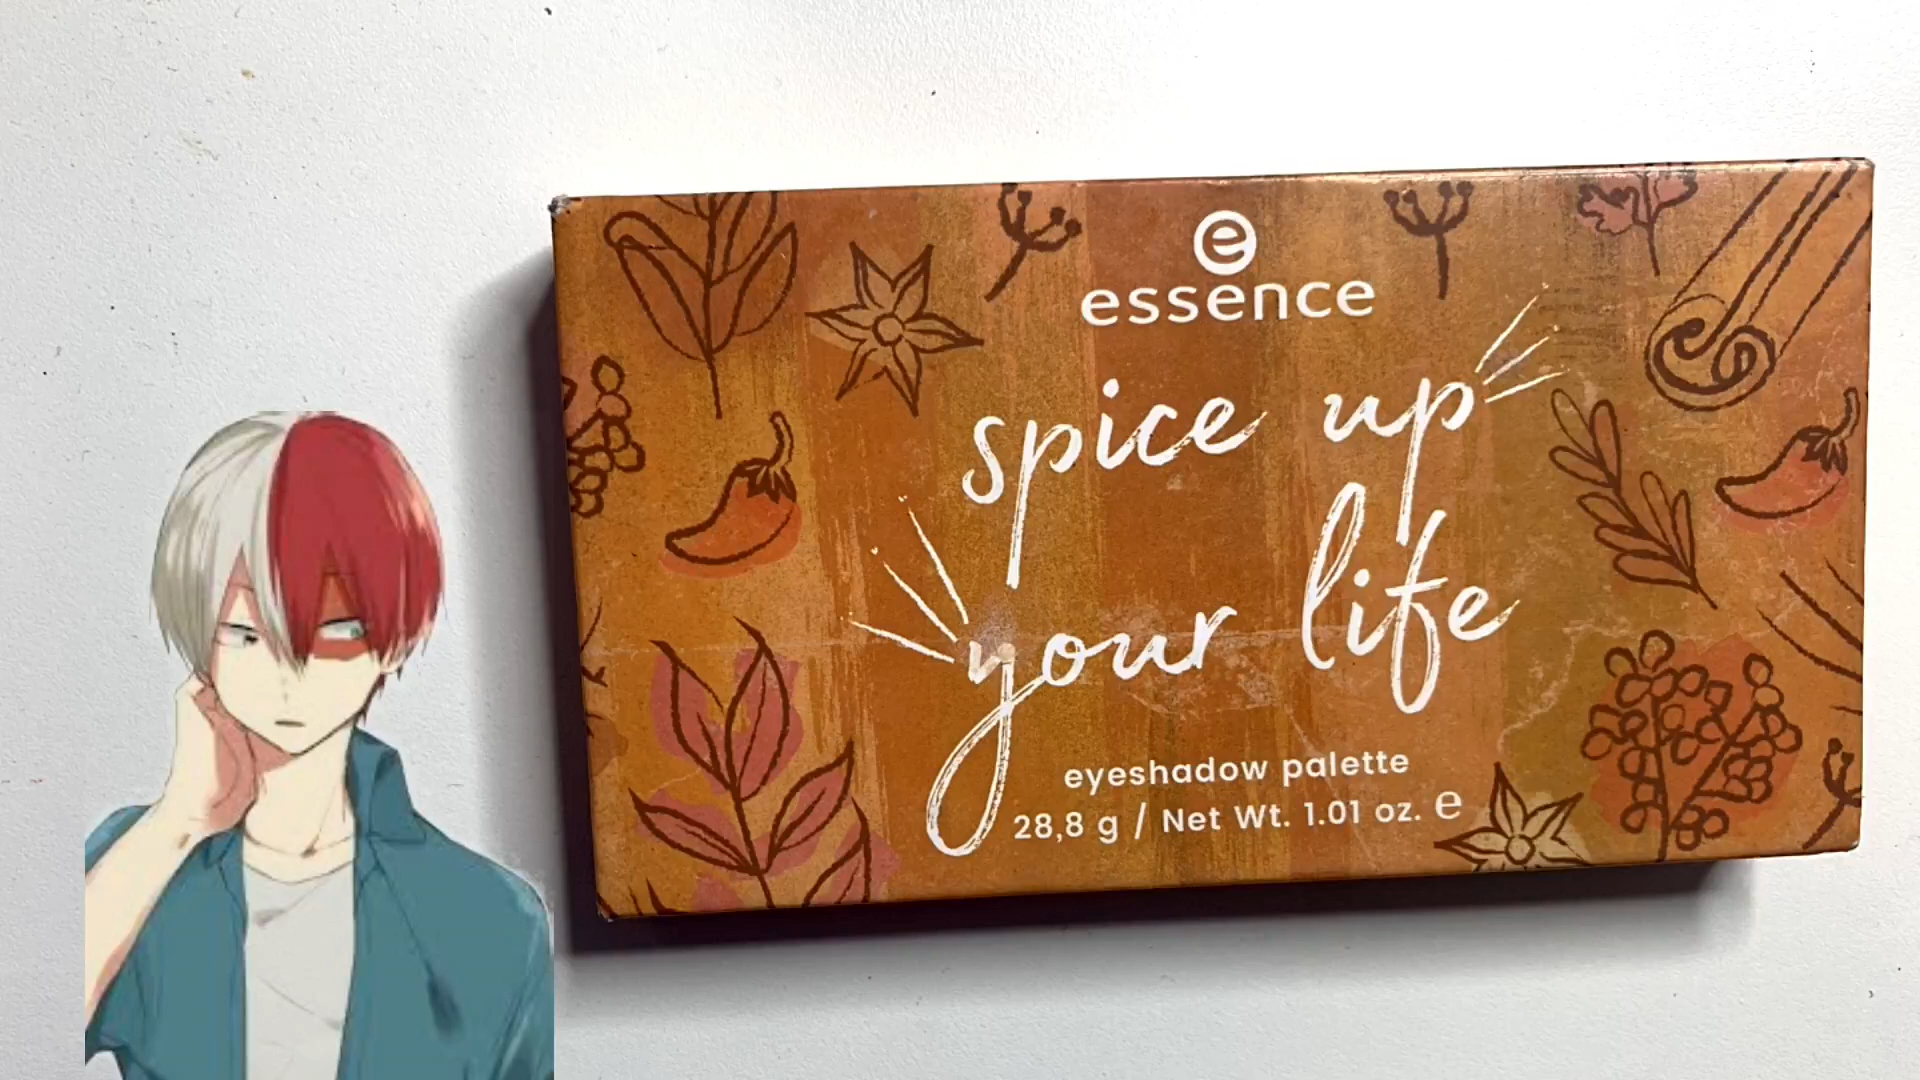 e
essence
spice up
your life
eyeshadow palette
28,8 g / Net Wt. 1.01 oz. ℮